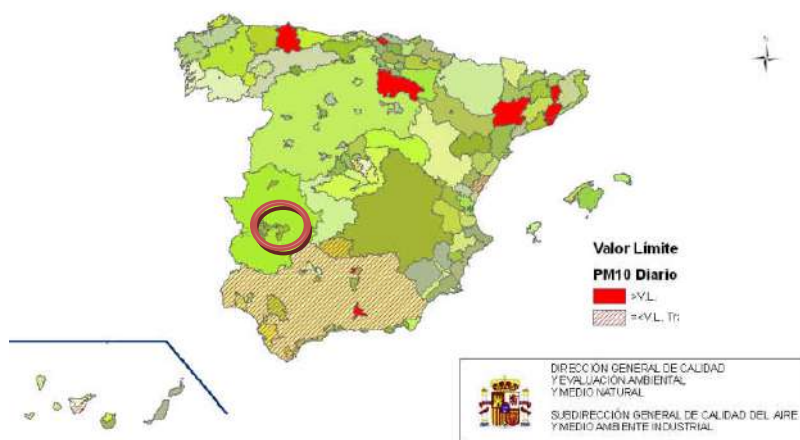 Valor Límite
PM10 Diario
>V.L.
=<V.L. Tr.
DIRECCIÓN GENERAL DE CALIDAD
Y EVALUACIÓN AMBIENTAL
Y MEDIO NATURAL
SUBDIRECCIÓN GENERAL DE CALIDAD DEL AIRE
Y MEDIO AMBIENTE INDUSTRIAL